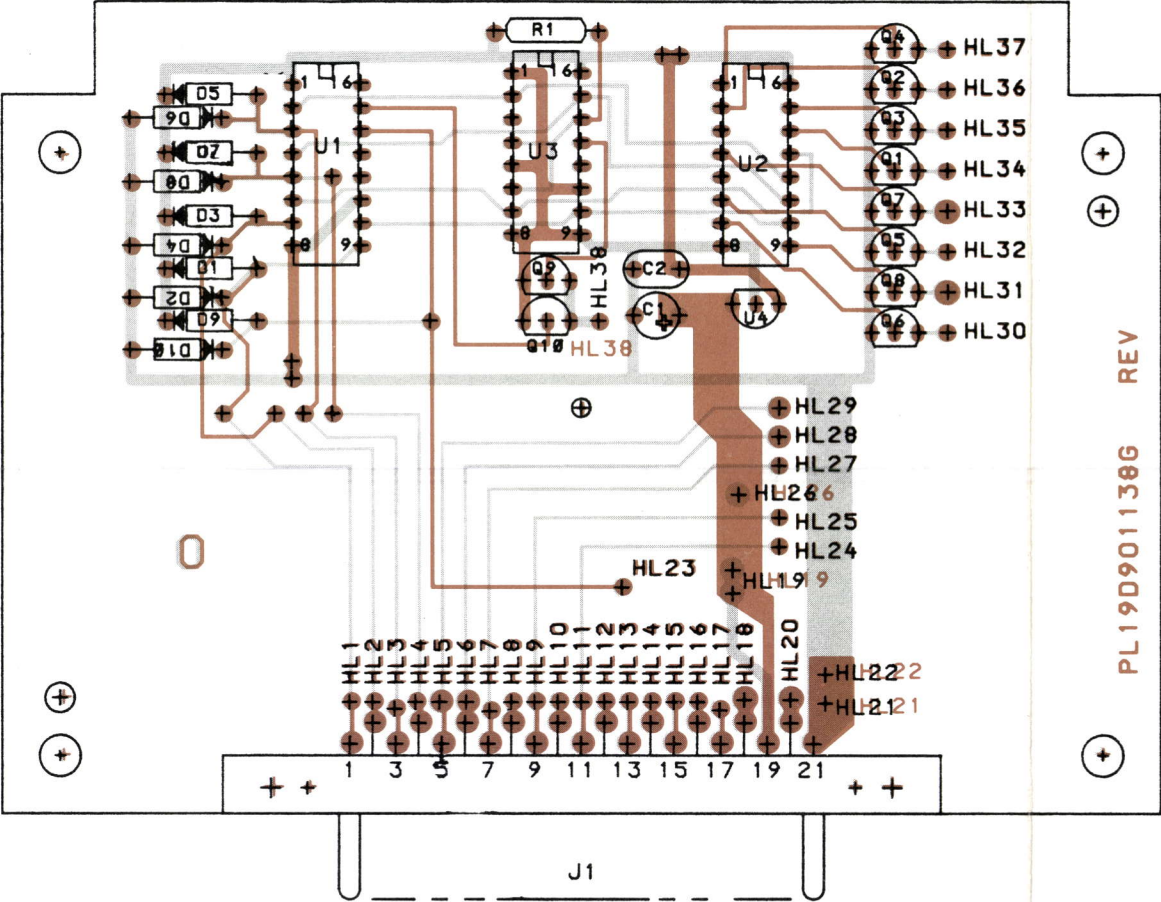 R1
Q4
HL37
1 16
1 16
1 16
Q2
HL36
D5
D6
Q3
HL35
U1
U3
U2
D7
Q1
HL34
D8
D3
Q7
HL33
D4
8 9
8 9
8 9
Q5
HL32
D1
Q9
HL38
C2
D2
Q8
HL31
D9
C1
U4
Q6
HL30
D10
Q10
HL38
HL29
HL28
HL27
HL26
HL25
HL24
HL23
HL19
HL1
HL2
HL3
HL4
HL5
HL6
HL7
HL8
HL9
HL10
HL11
HL12
HL13
HL14
HL15
HL16
HL17
HL18
HL20
HL22
HL21
1 3 5 7 9 11 13 15 17 19 21
J1
PL19D901138G REV